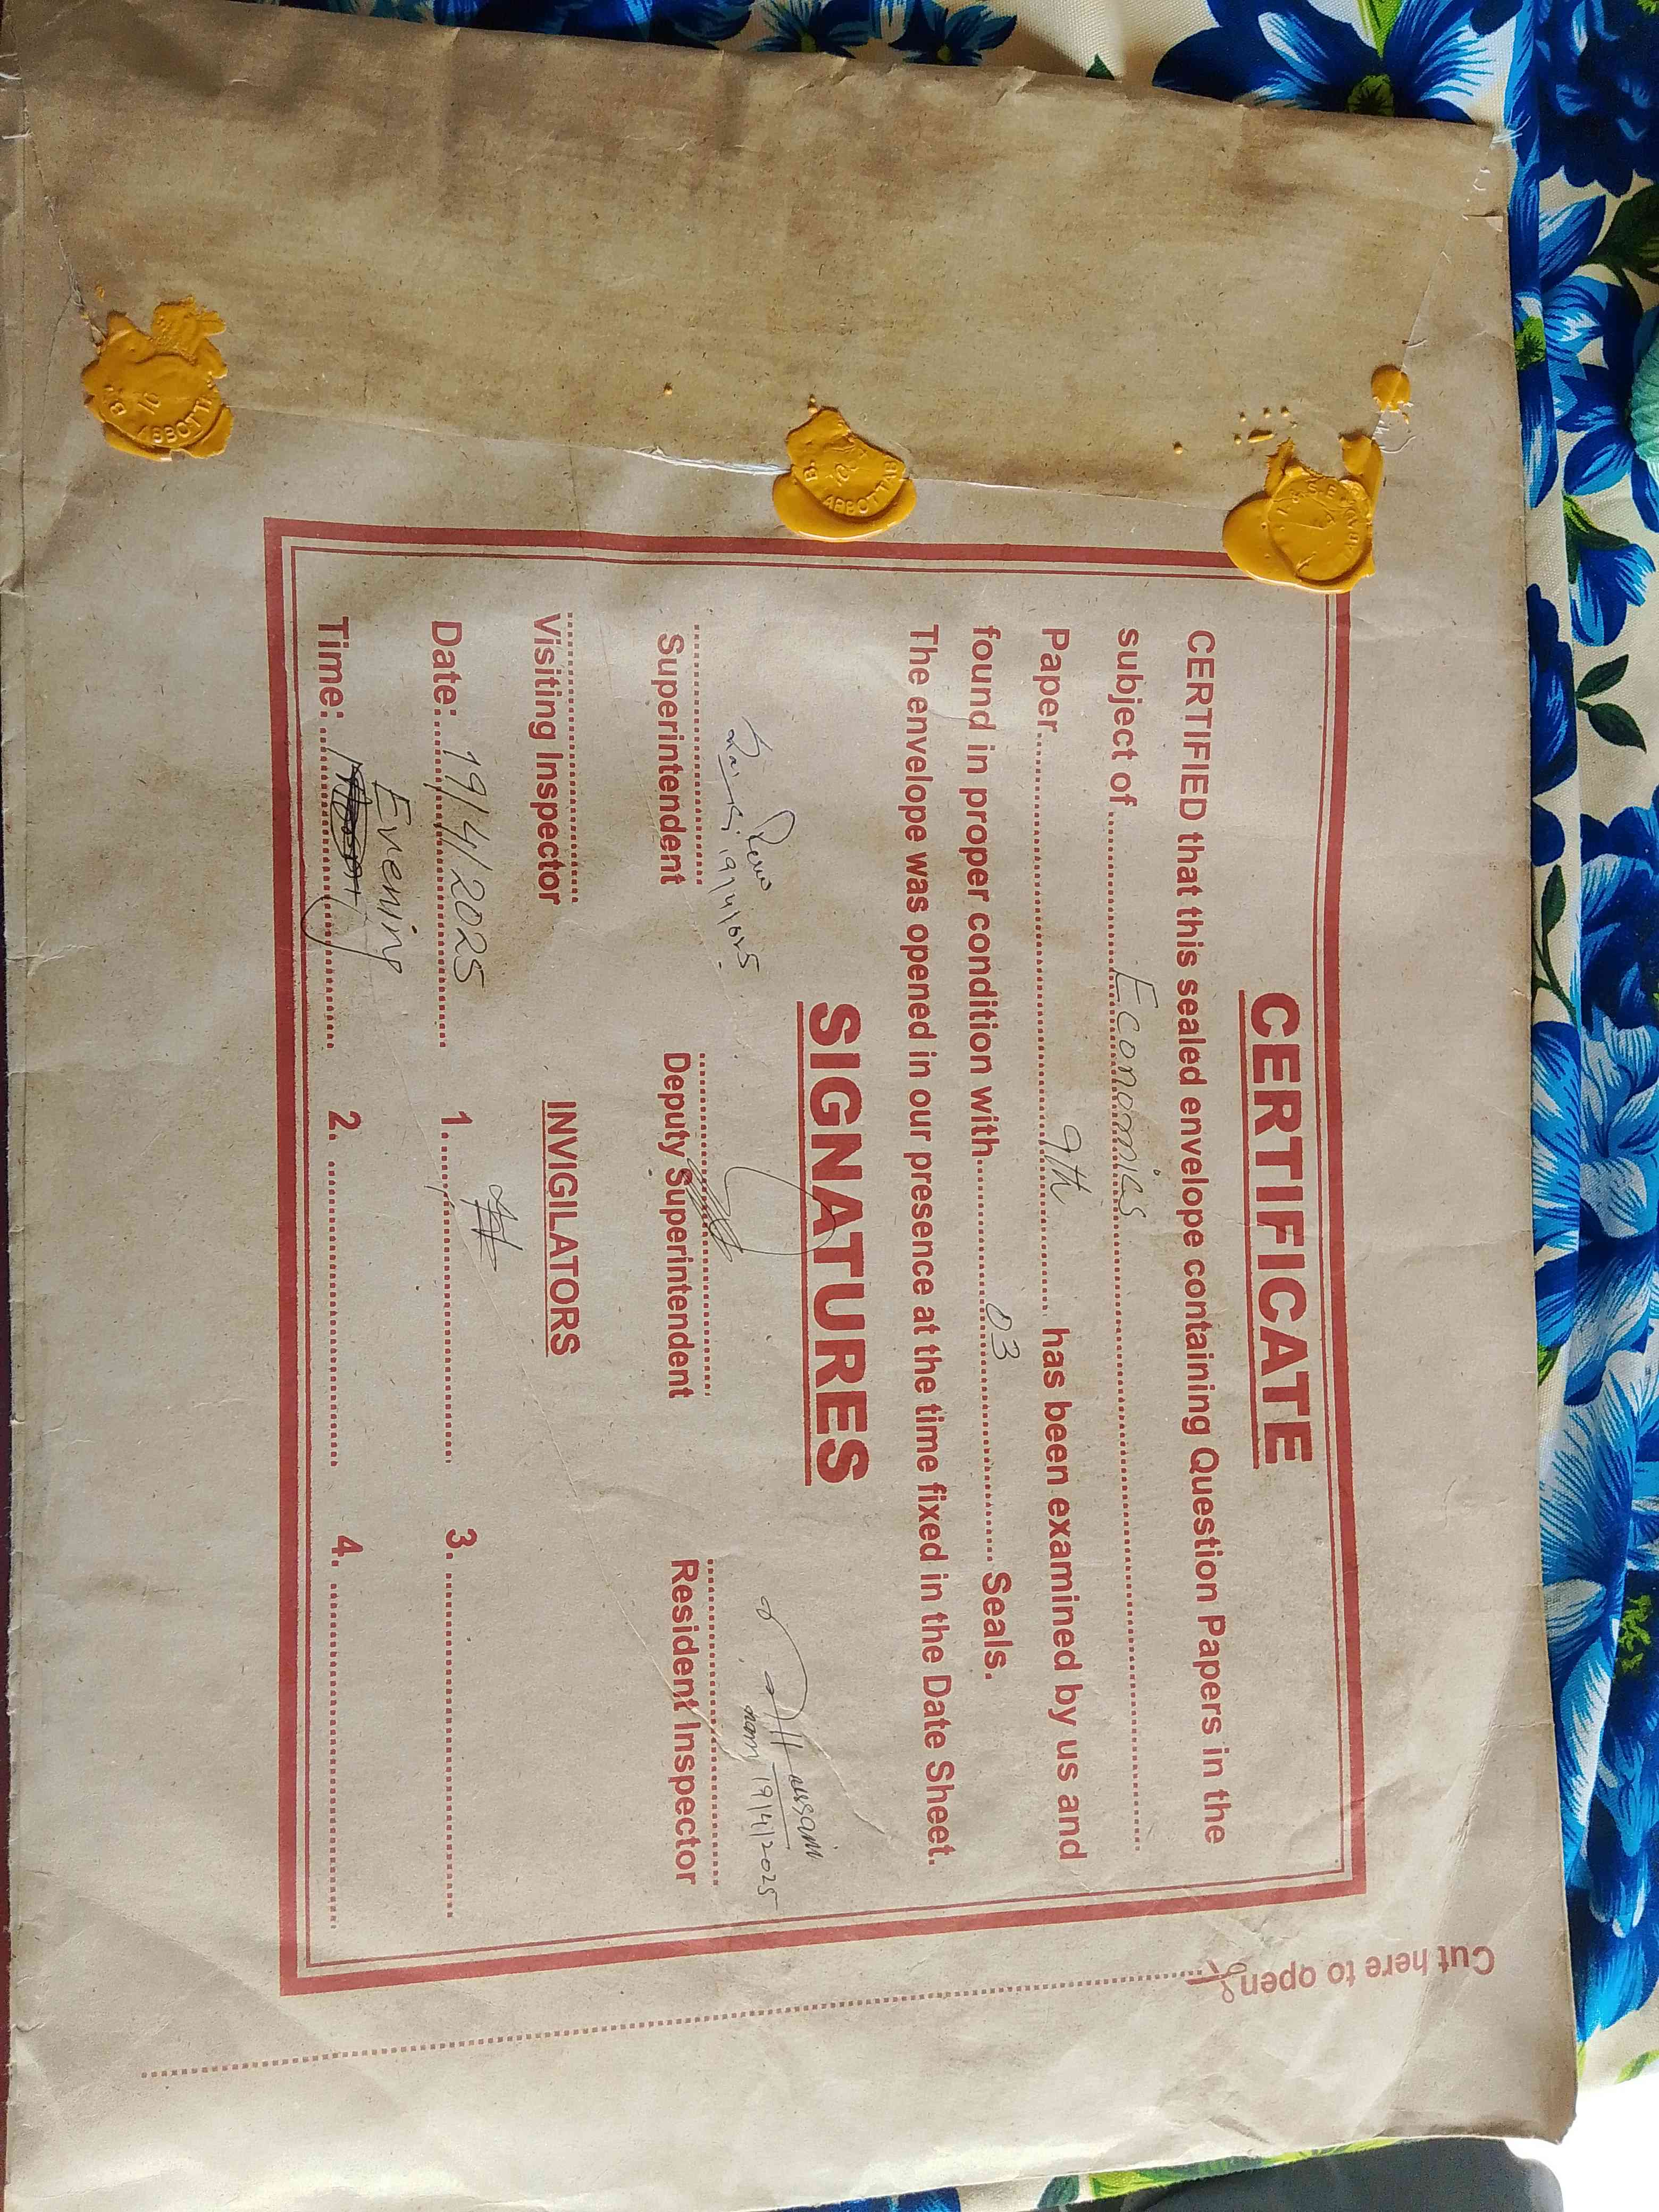 CERTIFICATE
CERTIFIED that this sealed envelope containing Question Papers in the
subject of Economics
Paper 9th has been examined by us and
found in proper condition with 03 Seals.
The envelope was opened in our presence at the time fixed in the Date Sheet.
SIGNATURES
19/4/025
Hussain
19/4/2025
Superintendent Deputy Superintendent Resident Inspector
Visiting Inspector
INVIGILATORS
Date: 19/4/2025 1. 3.
Evening
Time: 2. 4.
Cut here to open